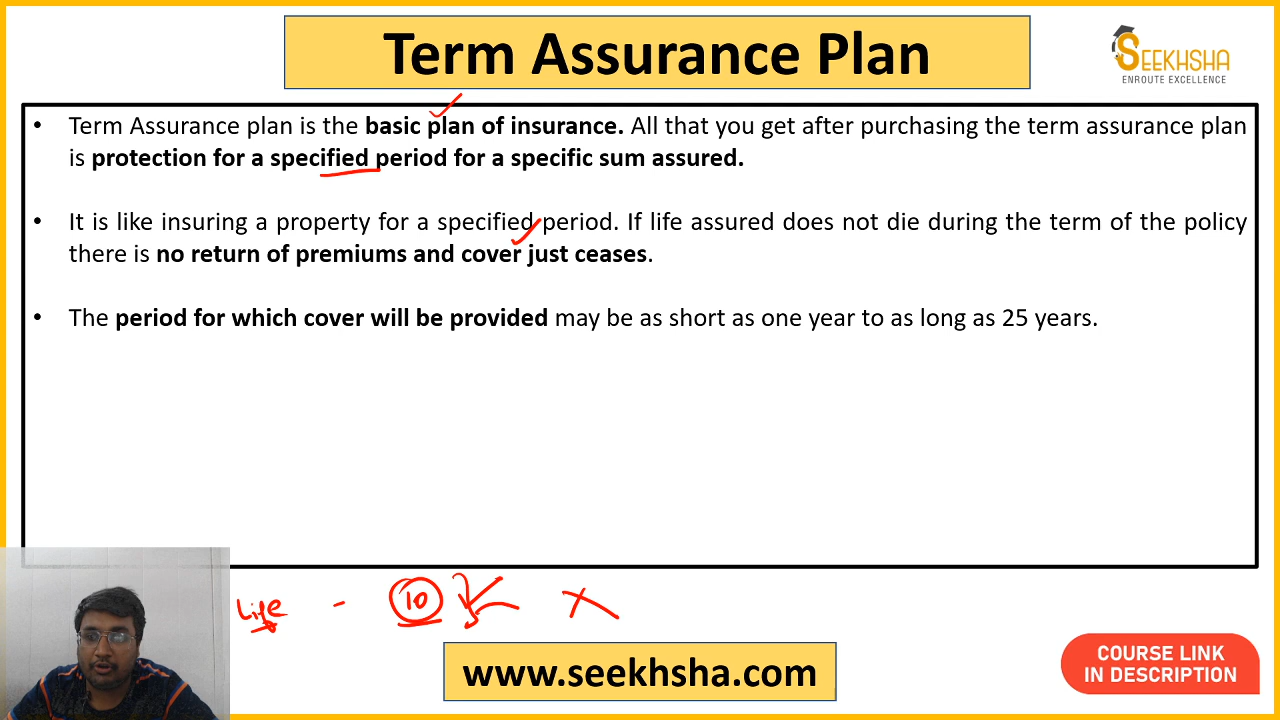 Term Assurance Plan
SEEKHSHA
ENROUTE EXCELLENCE
• Term Assurance plan is the basic plan of insurance. All that you get after purchasing the term assurance plan
is protection for a specified period for a specific sum assured.
• It is like insuring a property for a specified period. If life assured does not die during the term of the policy
there is no return of premiums and cover just ceases.
• The period for which cover will be provided may be as short as one year to as long as 25 years.
Life - 10
www.seekhsha.com
COURSE LINK
IN DESCRIPTION